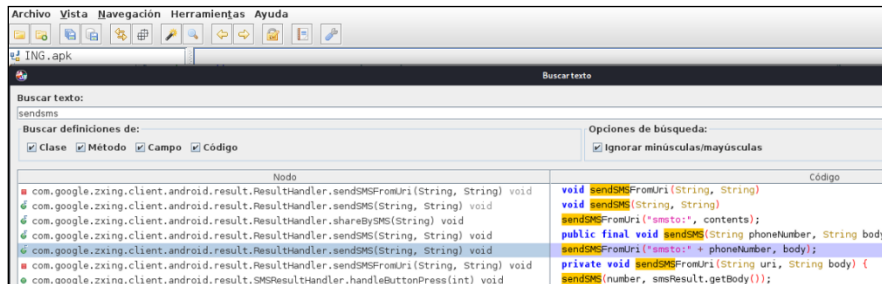 Archivo Vista Navegación Herramientas Ayuda
ING.apk
Buscar texto
Buscar texto:
sendsms
Buscar definiciones de:
Opciones de búsqueda:
Clase Método Campo Código
Ignorar minúsculas/mayúsculas
Nodo Código
com.google.zxing.client.android.result.ResultHandler.sendSMSFromUri(String, String) void void sendSMSFromUri(String, String)
com.google.zxing.client.android.result.ResultHandler.sendSMS(String, String) void void sendSMS(String, String)
com.google.zxing.client.android.result.ResultHandler.shareBySMS(String) void sendSMSFromUri("smsto:", contents);
com.google.zxing.client.android.result.ResultHandler.sendSMS(String, String) void public final void sendSMS(String phoneNumber, String body
com.google.zxing.client.android.result.ResultHandler.sendSMS(String, String) void sendSMSFromUri("smsto:" + phoneNumber, body);
com.google.zxing.client.android.result.ResultHandler.sendSMSFromUri(String, String) void private void sendSMSFromUri(String uri, String body) {
com.google.zxing.client.android.result.SMSResultHandler.handleButtonPress(int) void sendSMS(number, smsResult.getBody());